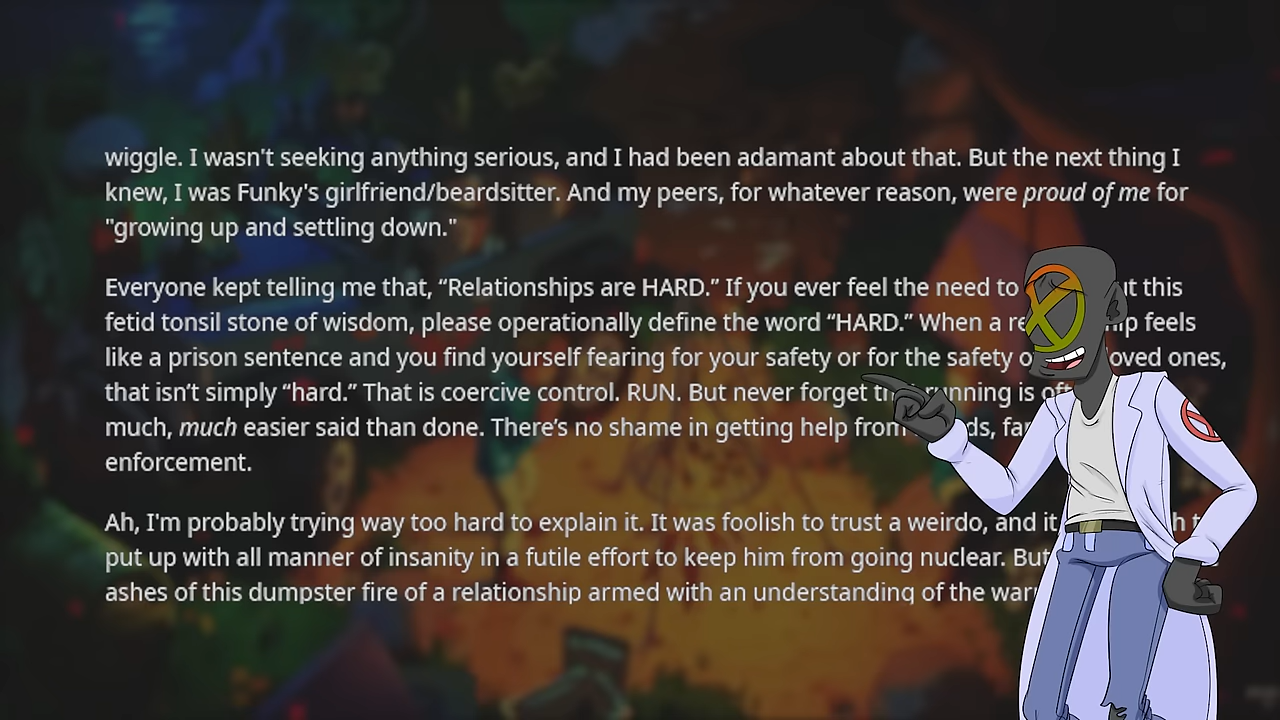 wiggle. I wasn't seeking anything serious, and I had been adamant about that. But the next thing I
knew, I was Funky's girlfriend/beardsitter. And my peers, for whatever reason, were proud of me for
"growing up and settling down."
Everyone kept telling me that, “Relationships are HARD.” If you ever feel the need to this
fetid tonsil stone of wisdom, please operationally define the word “HARD.” When a feels
like a prison sentence and you find yourself fearing for your safety or for the safety loved ones,
that isn’t simply “hard.” That is coercive control. RUN. But never forget running is
much, much easier said than done. There’s no shame in getting help from
enforcement.
Ah, I'm probably trying way too hard to explain it. It was foolish to trust a weirdo, and it
put up with all manner of insanity in a futile effort to keep him from going nuclear. But
ashes of this dumpster fire of a relationship armed with an understanding of the